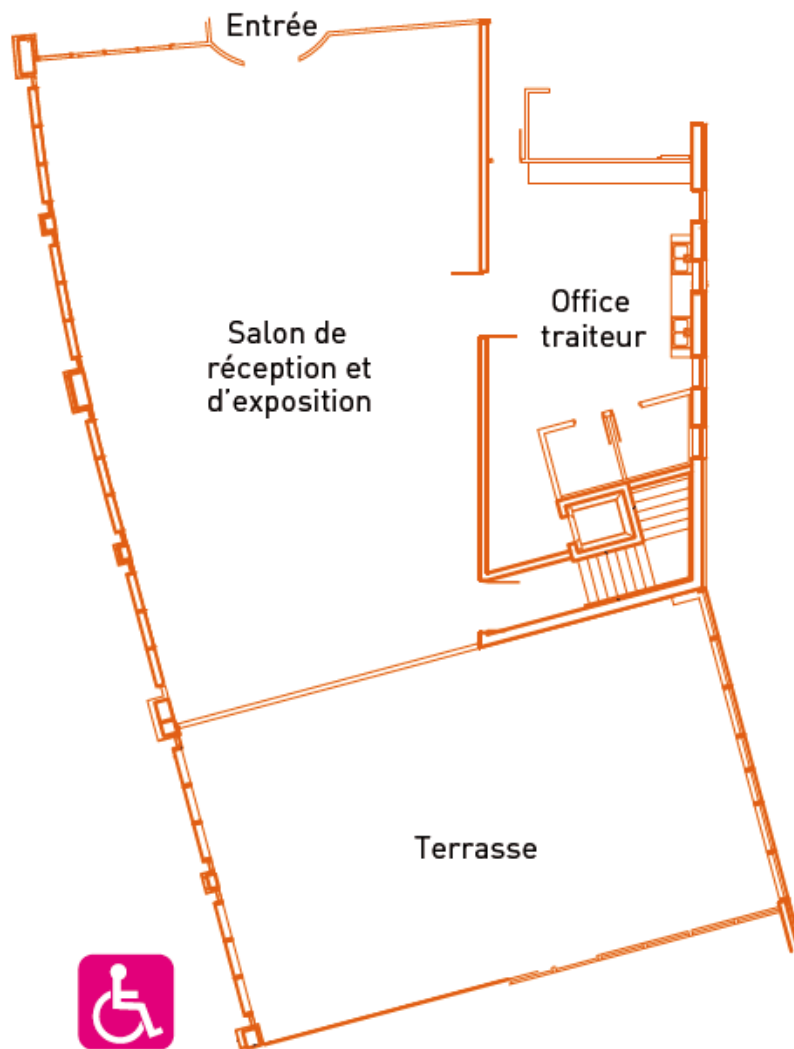 Entrée
Office
traiteur
Salon de
réception et
d'exposition
Terrasse